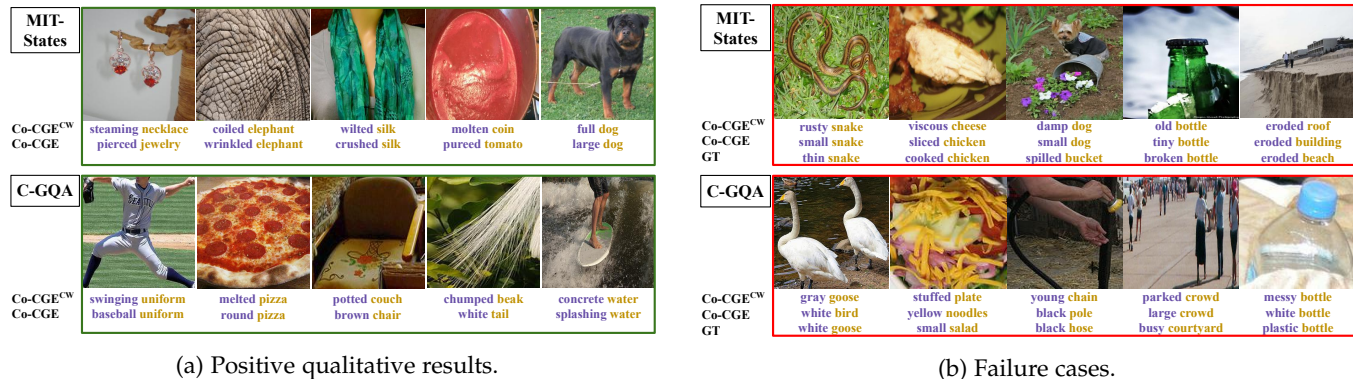 MIT-
States
Co-CGE^CW steaming necklace coiled elephant wilted silk molten coin full dog
Co-CGE pierced jewelry wrinkled elephant crushed silk pureed tomato large dog
C-GQA
SEATTLE
Co-CGE^CW swinging uniform melted pizza potted couch chumped beak concrete water
Co-CGE baseball uniform round pizza brown chair white tail splashing water
(a) Positive qualitative results.
MIT-
States
Co-CGE^CW rusty snake viscous cheese damp dog old bottle eroded roof
Co-CGE small snake sliced chicken small dog tiny bottle eroded building
GT thin snake cooked chicken spilled bucket broken bottle eroded beach
C-GQA
Co-CGE^CW gray goose stuffed plate young chain parked crowd messy bottle
Co-CGE white bird yellow noodles black pole large crowd white bottle
GT white goose small salad black hose busy courtyard plastic bottle
(b) Failure cases.